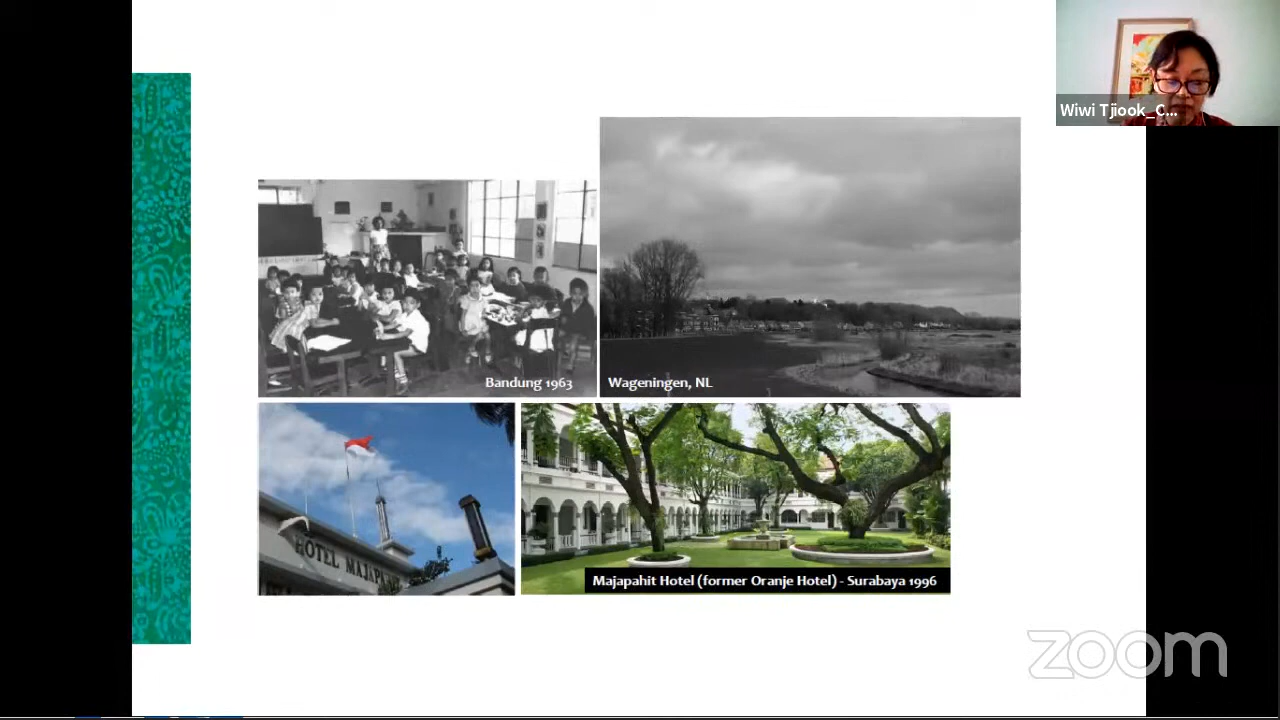 Wiwi Tjiook_C...
Bandung 1963
Wageningen, NL
HOTEL MAJAPA
Majapahit Hotel (former Oranje Hotel) - Surabaya 1996
zoom